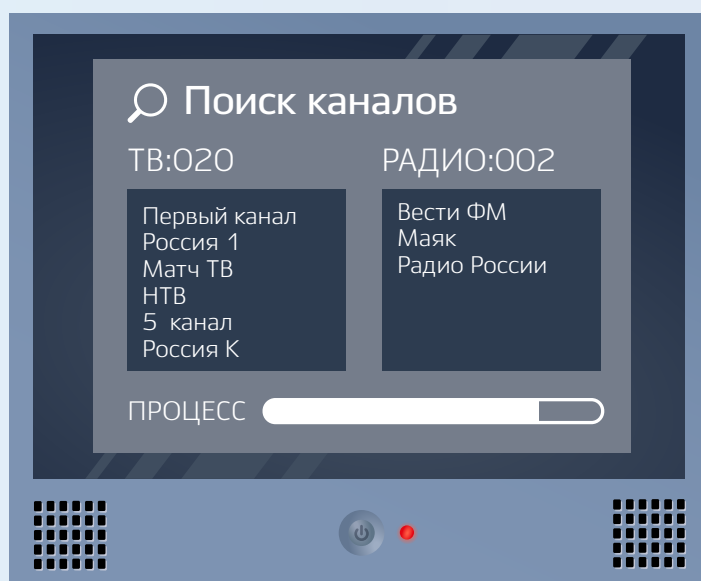 Поиск каналов
ТВ:020
РАДИО:002
Первый канал
Россия 1
Матч ТВ
НТВ
5 канал
Россия К
Вести ФМ
Маяк
Радио России
ПРОЦЕСС